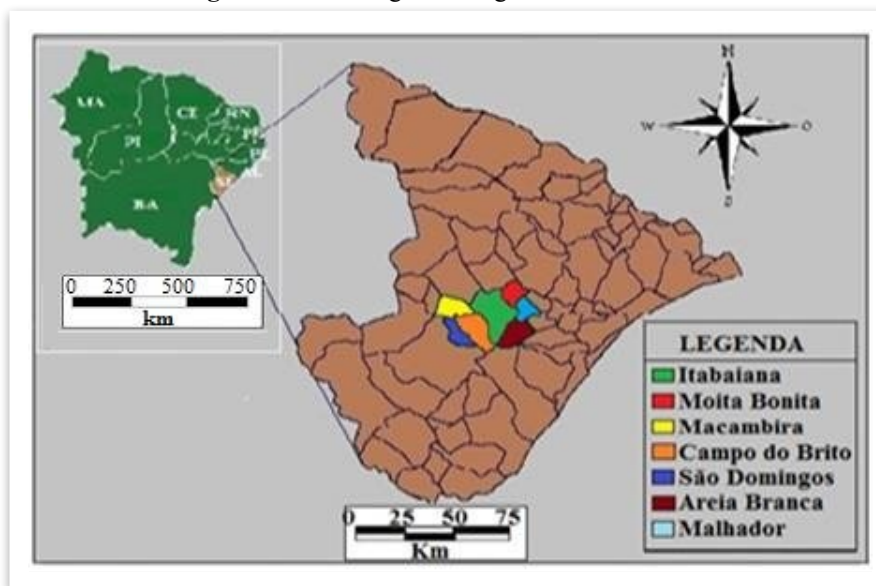 N
W
O
S
MA
CE
RN
PI
BA
0 250 500 750
km
LEGENDA
Itabaiana
Moita Bonita
Macambira
Campo do Brito
São Domingos
Areia Branca
Malhador
0 25 50 75
Km